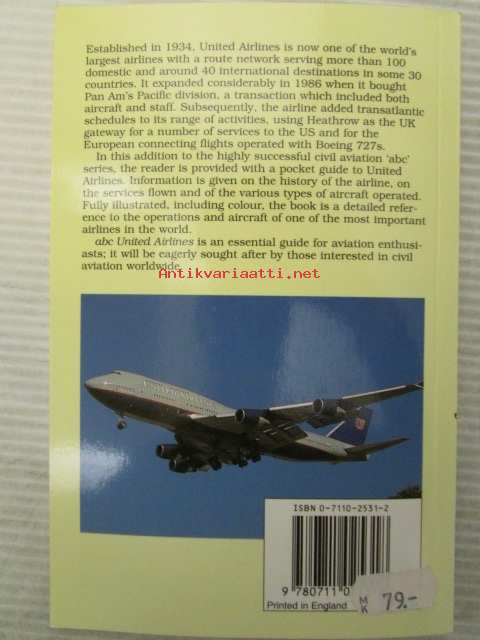 Established in 1934, United Airlines is now one of the world's
largest airlines with a route network serving more than 100
domestic and around 40 international destinations in some 30
countries. It expanded considerably in 1986 when it bought
Pan Am's Pacific division, a transaction which included both
aircraft and staff. Subsequently, the airline added transatlantic
schedules to its range of activities, using Heathrow as the UK
gateway for a number of services to the US and for the
European connecting flights operated with Boeing 727s.
In this addition to the highly successful civil aviation 'abc'
series, the reader is provided with a pocket guide to United
Airlines. Information is given on the history of the airline, on
the services flown and of the various types of aircraft operated.
Fully illustrated, including colour, the book is a detailed refer-
ence to the operations and aircraft of one of the most important
airlines in the world.
abc United Airlines is an essential guide for aviation enthusi-
asts; it will be eagerly sought after by those interested in civil
aviation worldwide.
Antikvariaatti.net
ISBN 0-7110-2531-2
9 780711 0
Printed in England
MK 79.-